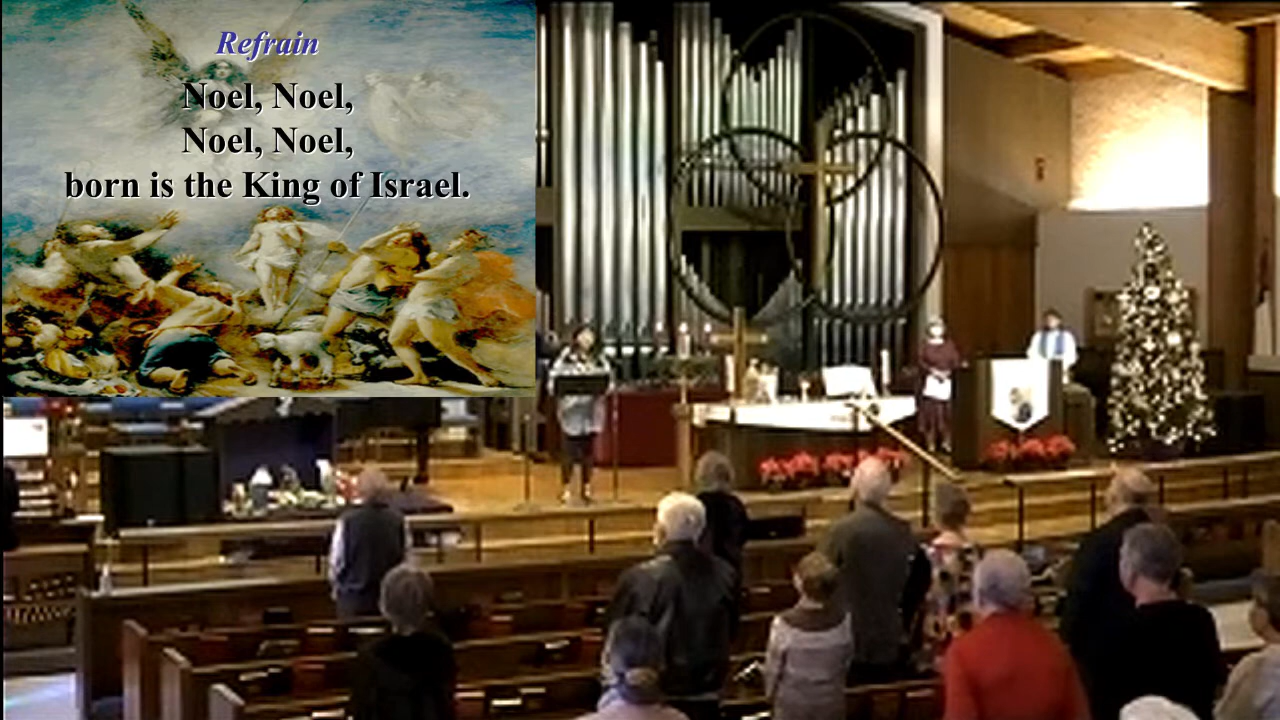 Refrain
Noel, Noel,
Noel, Noel,
born is the King of Israel.